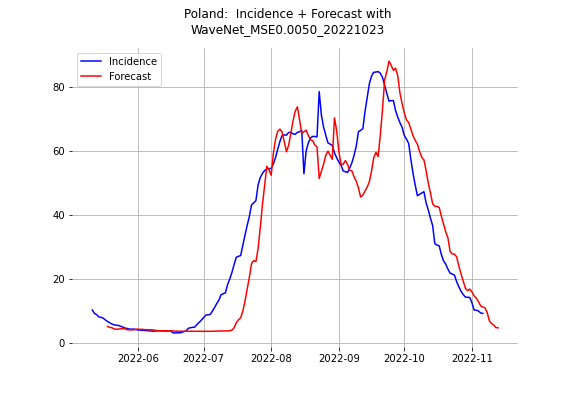 Poland:  Incidence + Forecast with
WaveNet_MSE0.0050_20221023
Incidence
Forecast
80
60
40
20
0
2022-06
2022-07
2022-08
2022-09
2022-10
2022-11